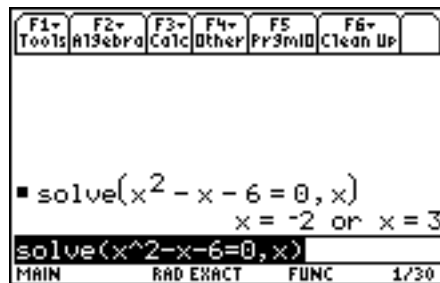 F1▾ F2▾ F3▾ F4▾ F5 F6▾
Tools Algebra Calc Other PrgmIO Clean Up
▪ solve(x² - x - 6 = 0, x)
x = ⁻2 or x = 3
solve(x^2-x-6=0,x)
MAIN RAD EXACT FUNC 1/30